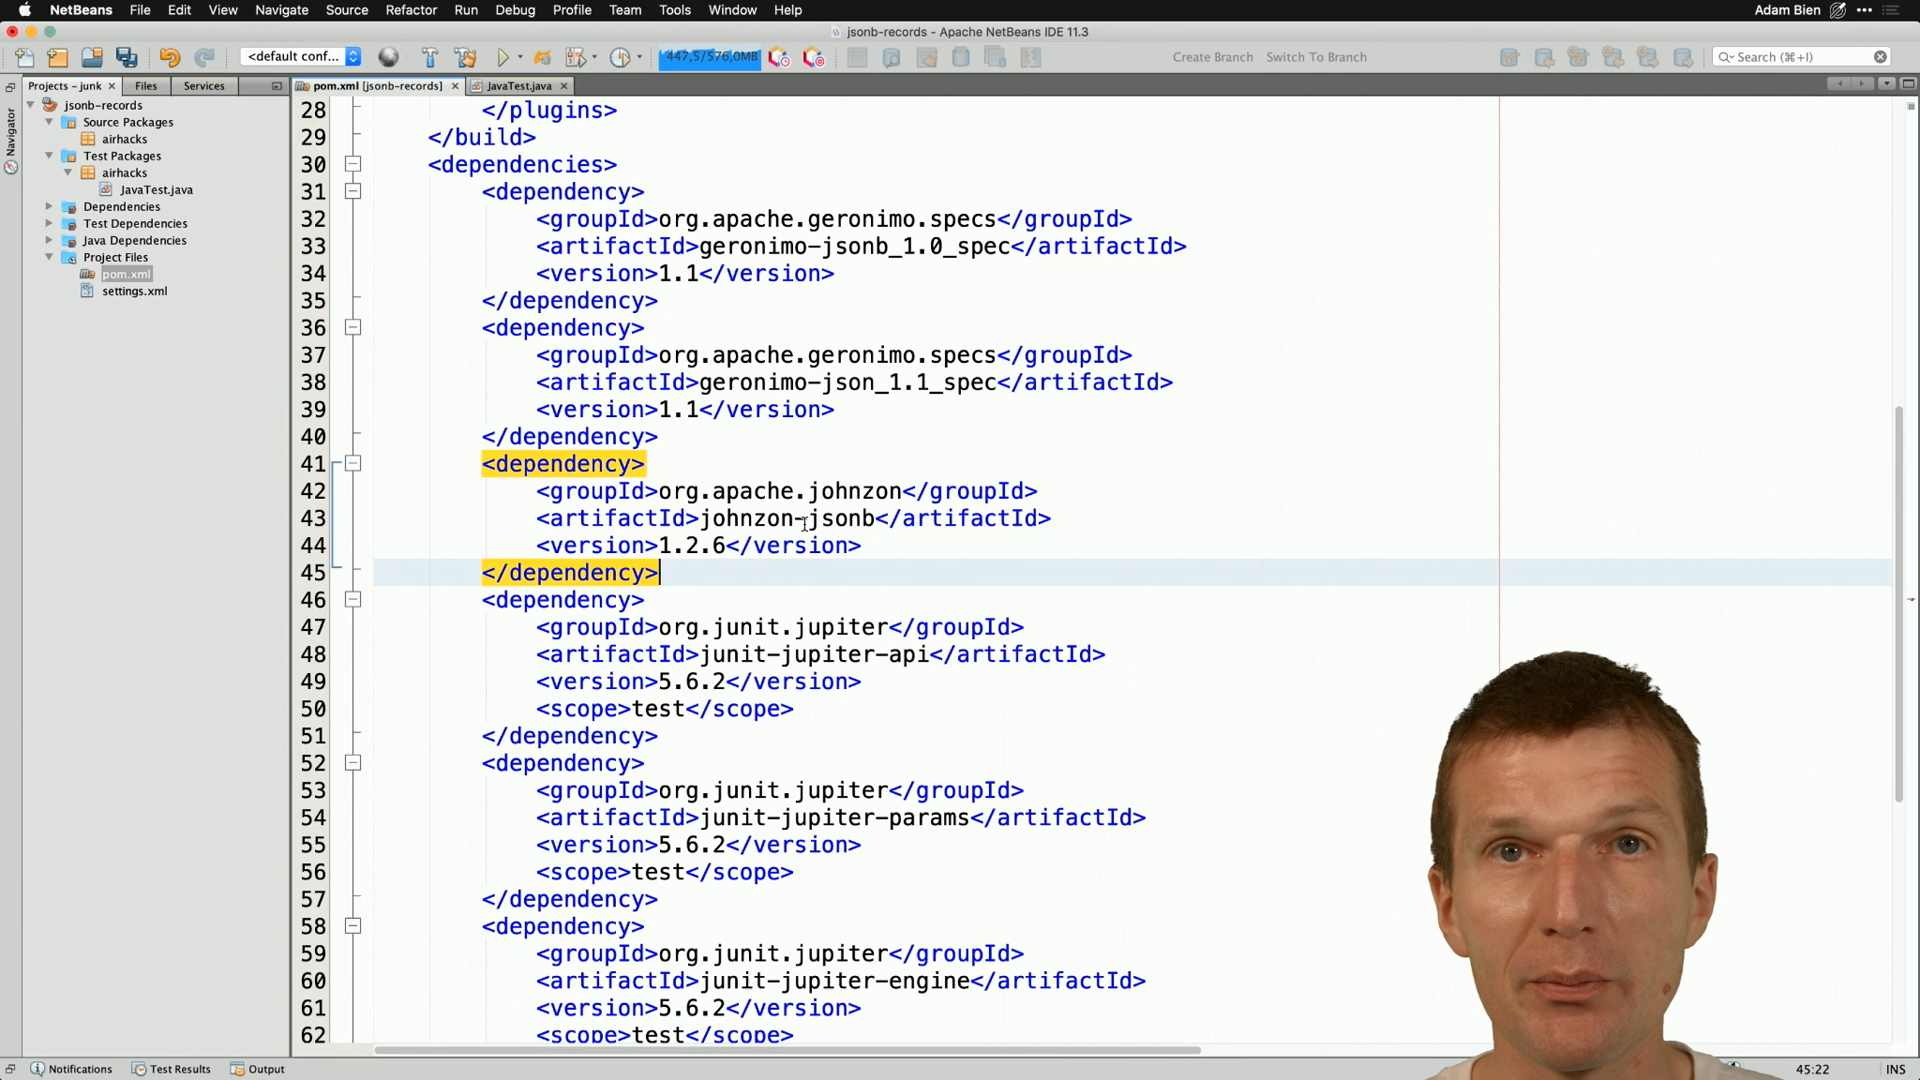 NetBeans File Edit View Navigate Source Refactor Run Debug Profile Team Tools Window Help Adam Bien
jsonb-records - Apache NetBeans IDE 11.3
<default conf... 447,5/576,0MB Create Branch Switch To Branch Search (⌘+I)
Projects – junk Files Services pom.xml [jsonb-records] JavaTest.java
Navigator
jsonb-records
Source Packages
airhacks
Test Packages
airhacks
JavaTest.java
Dependencies
Test Dependencies
Java Dependencies
Project Files
pom.xml
settings.xml
28 </plugins>
29 </build>
30 <dependencies>
31 <dependency>
32 <groupId>org.apache.geronimo.specs</groupId>
33 <artifactId>geronimo-jsonb_1.0_spec</artifactId>
34 <version>1.1</version>
35 </dependency>
36 <dependency>
37 <groupId>org.apache.geronimo.specs</groupId>
38 <artifactId>geronimo-json_1.1_spec</artifactId>
39 <version>1.1</version>
40 </dependency>
41 <dependency>
42 <groupId>org.apache.johnzon</groupId>
43 <artifactId>johnzon-jsonb</artifactId>
44 <version>1.2.6</version>
45 </dependency>
46 <dependency>
47 <groupId>org.junit.jupiter</groupId>
48 <artifactId>junit-jupiter-api</artifactId>
49 <version>5.6.2</version>
50 <scope>test</scope>
51 </dependency>
52 <dependency>
53 <groupId>org.junit.jupiter</groupId>
54 <artifactId>junit-jupiter-params</artifactId>
55 <version>5.6.2</version>
56 <scope>test</scope>
57 </dependency>
58 <dependency>
59 <groupId>org.junit.jupiter</groupId>
60 <artifactId>junit-jupiter-engine</artifactId>
61 <version>5.6.2</version>
62 <scope>test</scope>
Notifications Test Results Output 45:22 INS